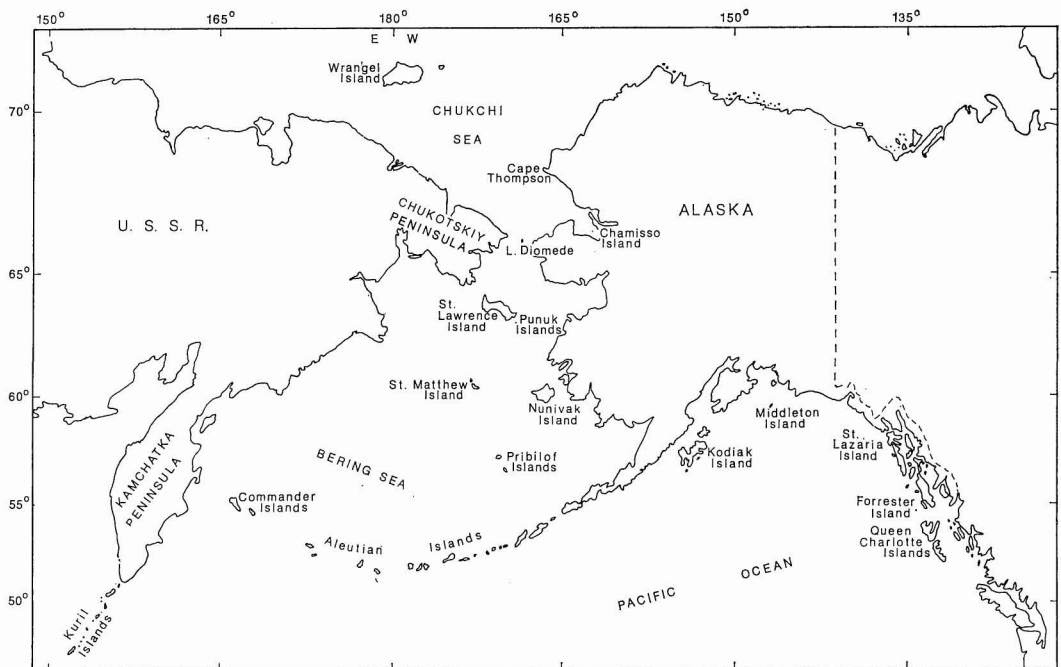 150°
165°
180°
165°
150°
135°
E W
Wrangel
Island
70°
CHUKCHI
SEA
Cape
Thompson
U. S. S. R.
CHUKOTSKIY
PENINSULA
ALASKA
Chamisso
Island
L. Diomede
65°
St.
Lawrence
Island
Punuk
Islands
St. Matthew
Island
60°
Nunivak
Island
Middleton
Island
St.
Lazaria
Island
KAMCHATKA
PENINSULA
BERING SEA
Pribilof
Islands
Kodiak
Island
Commander
Islands
55°
Forrester
Island
Queen
Charlotte
Islands
Aleutian Islands
PACIFIC OCEAN
50°
Kuril
Islands